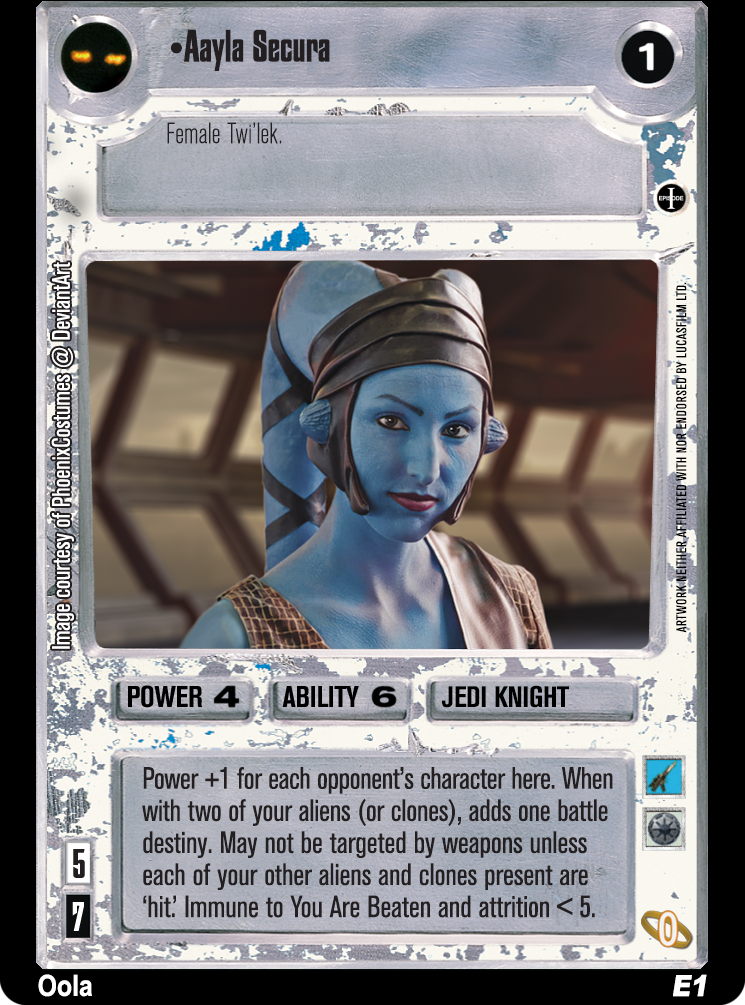 •Aayla Secura
1
Female Twi'lek.
EPISODE
I
Image courtesy of PhoenixCostumes @ DeviantArt
ARTWORK NEITHER AFFILIATED WITH NOR ENDORSED BY LUCASFILM LTD.
POWER 4 ABILITY 6 JEDI KNIGHT
Power +1 for each opponent's character here. When
with two of your aliens (or clones), adds one battle
destiny. May not be targeted by weapons unless
each of your other aliens and clones present are
'hit.' Immune to You Are Beaten and attrition < 5.
5
7
0
Oola E1